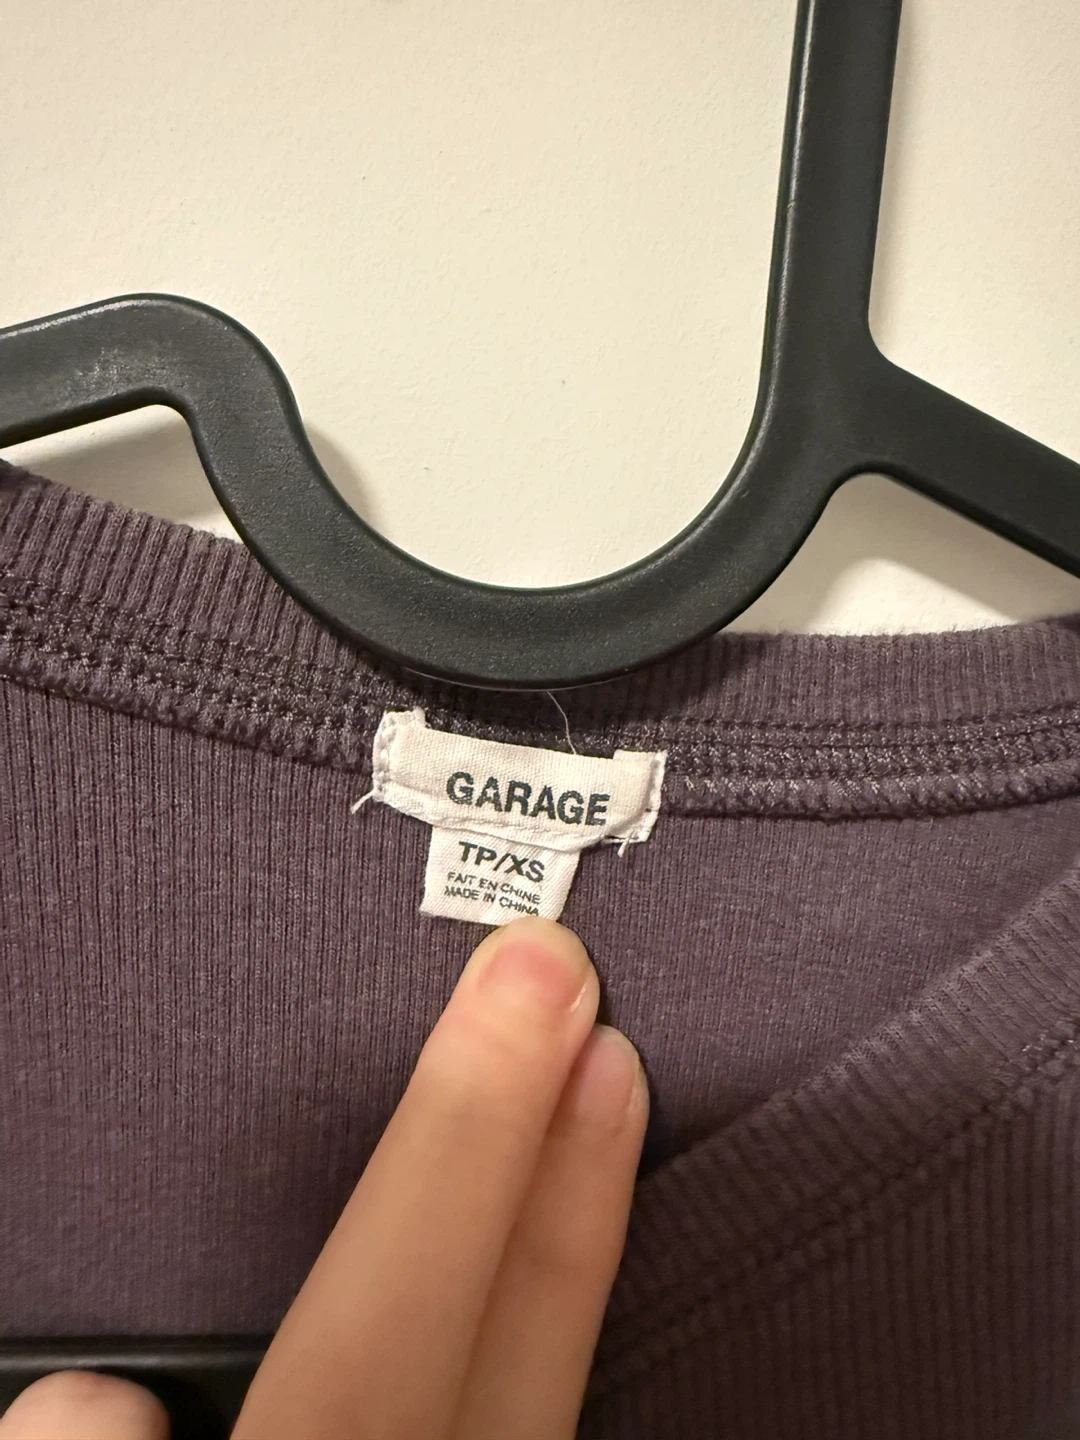 GARAGE
TP/XS
FAIT EN CHINE
MADE IN CHINA